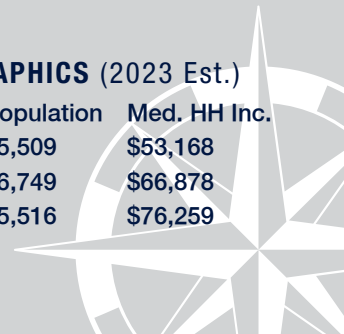 APHICS (2023 Est.)
opulation Med. HH Inc.
5,509 $53,168
6,749 $66,878
5,516 $76,259